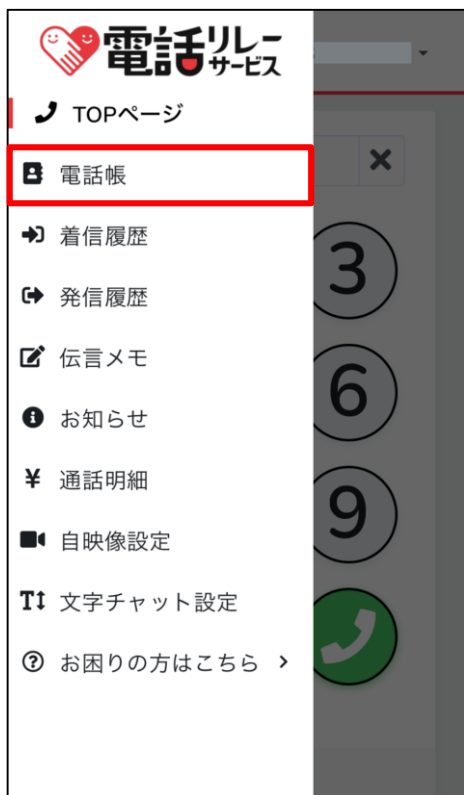 電話リレー
サービス
TOPページ
電話帳
着信履歴
発信履歴
伝言メモ
お知らせ
¥ 通話明細
自映像設定
T↕ 文字チャット設定
お困りの方はこちら >
3
6
9